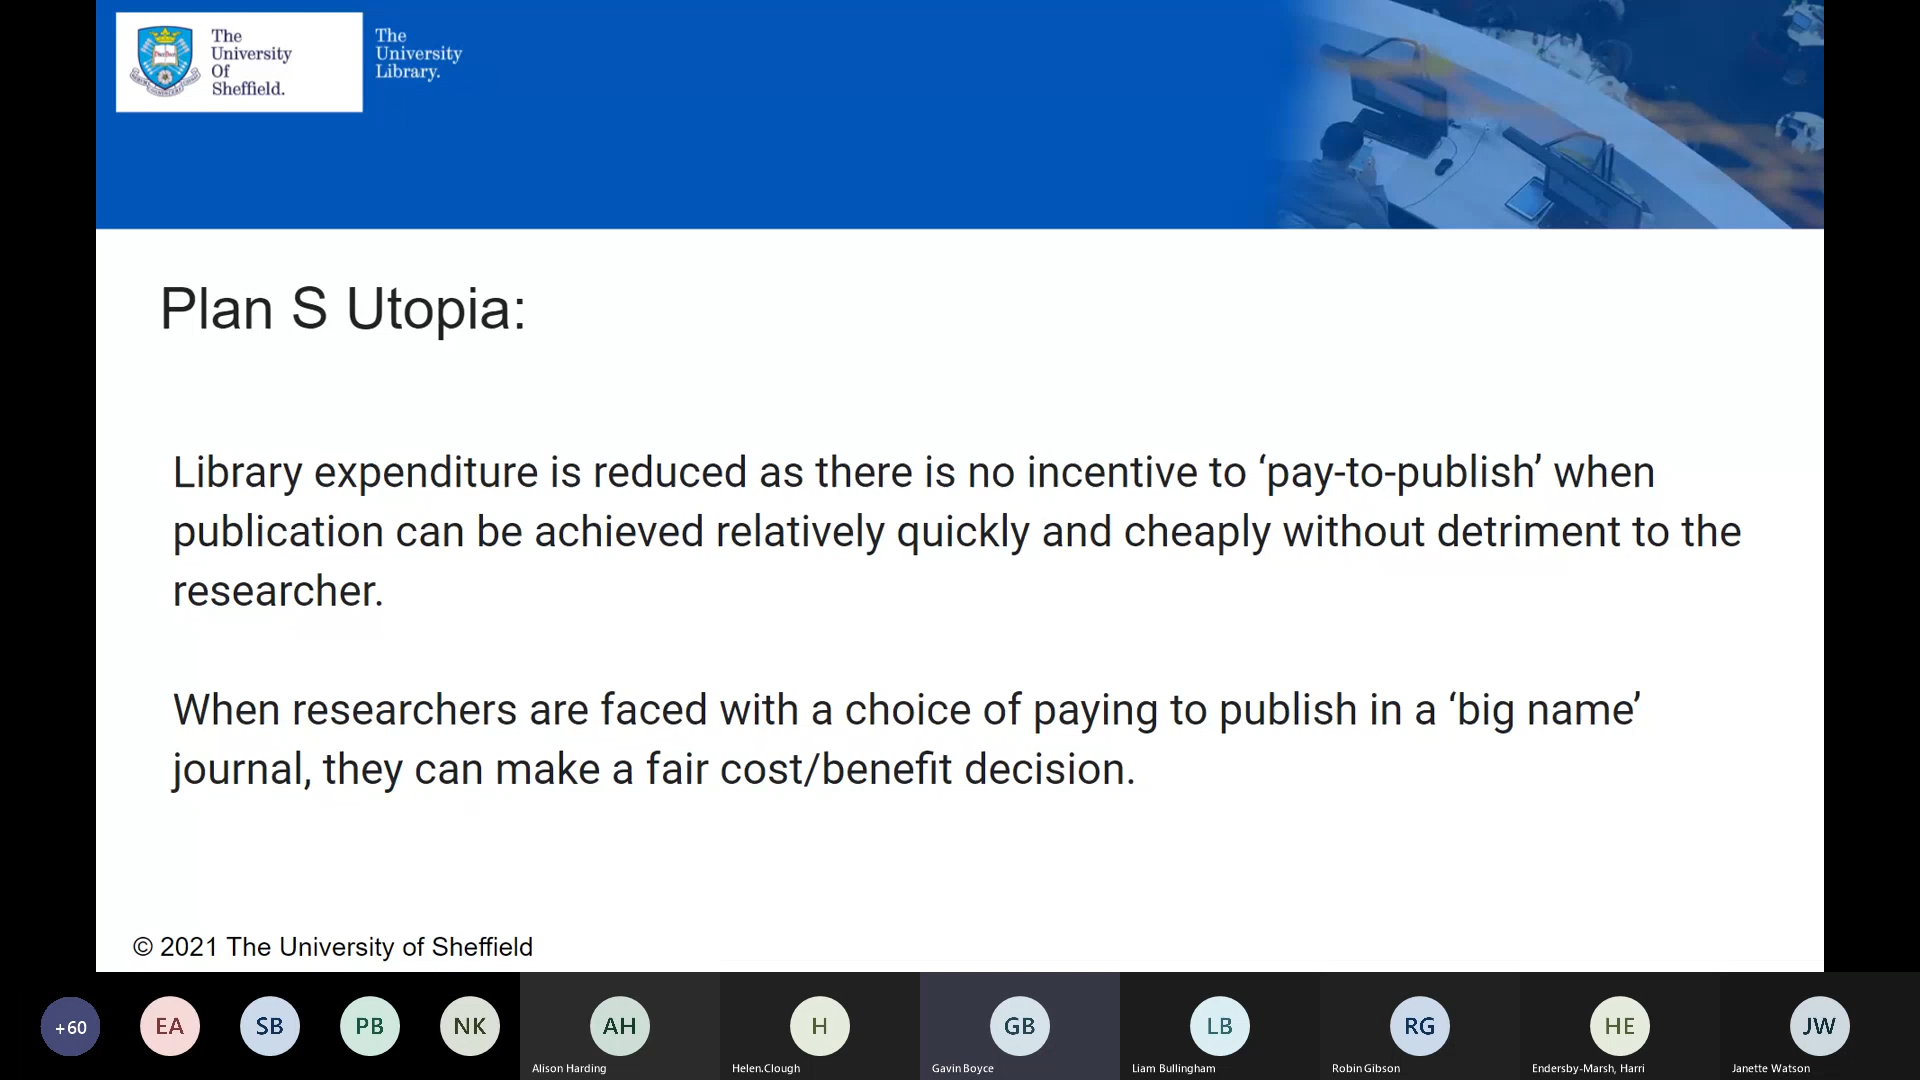 The
University
Of
Sheffield.
The
University
Library.
Plan S Utopia:
Library expenditure is reduced as there is no incentive to ‘pay-to-publish’ when
publication can be achieved relatively quickly and cheaply without detriment to the
researcher.
When researchers are faced with a choice of paying to publish in a ‘big name’
journal, they can make a fair cost/benefit decision.
© 2021 The University of Sheffield
+60
EA
SB
PB
NK
AH
H
GB
LB
RG
HE
JW
Alison Harding
Helen.Clough
Gavin Boyce
Liam Bullingham
Robin Gibson
Endersby-Marsh, Harri
Janette Watson